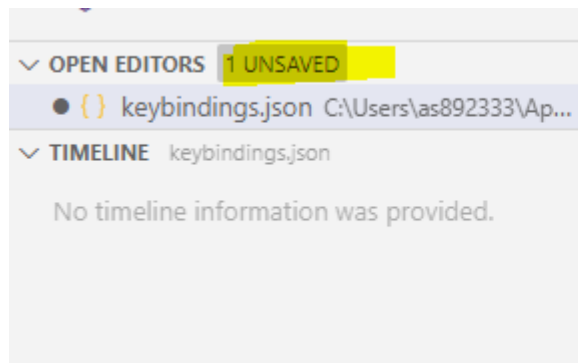 OPEN EDITORS 1 UNSAVED
{ } keybindings.json C:\Users\as892333\Ap...
TIMELINE keybindings.json
No timeline information was provided.